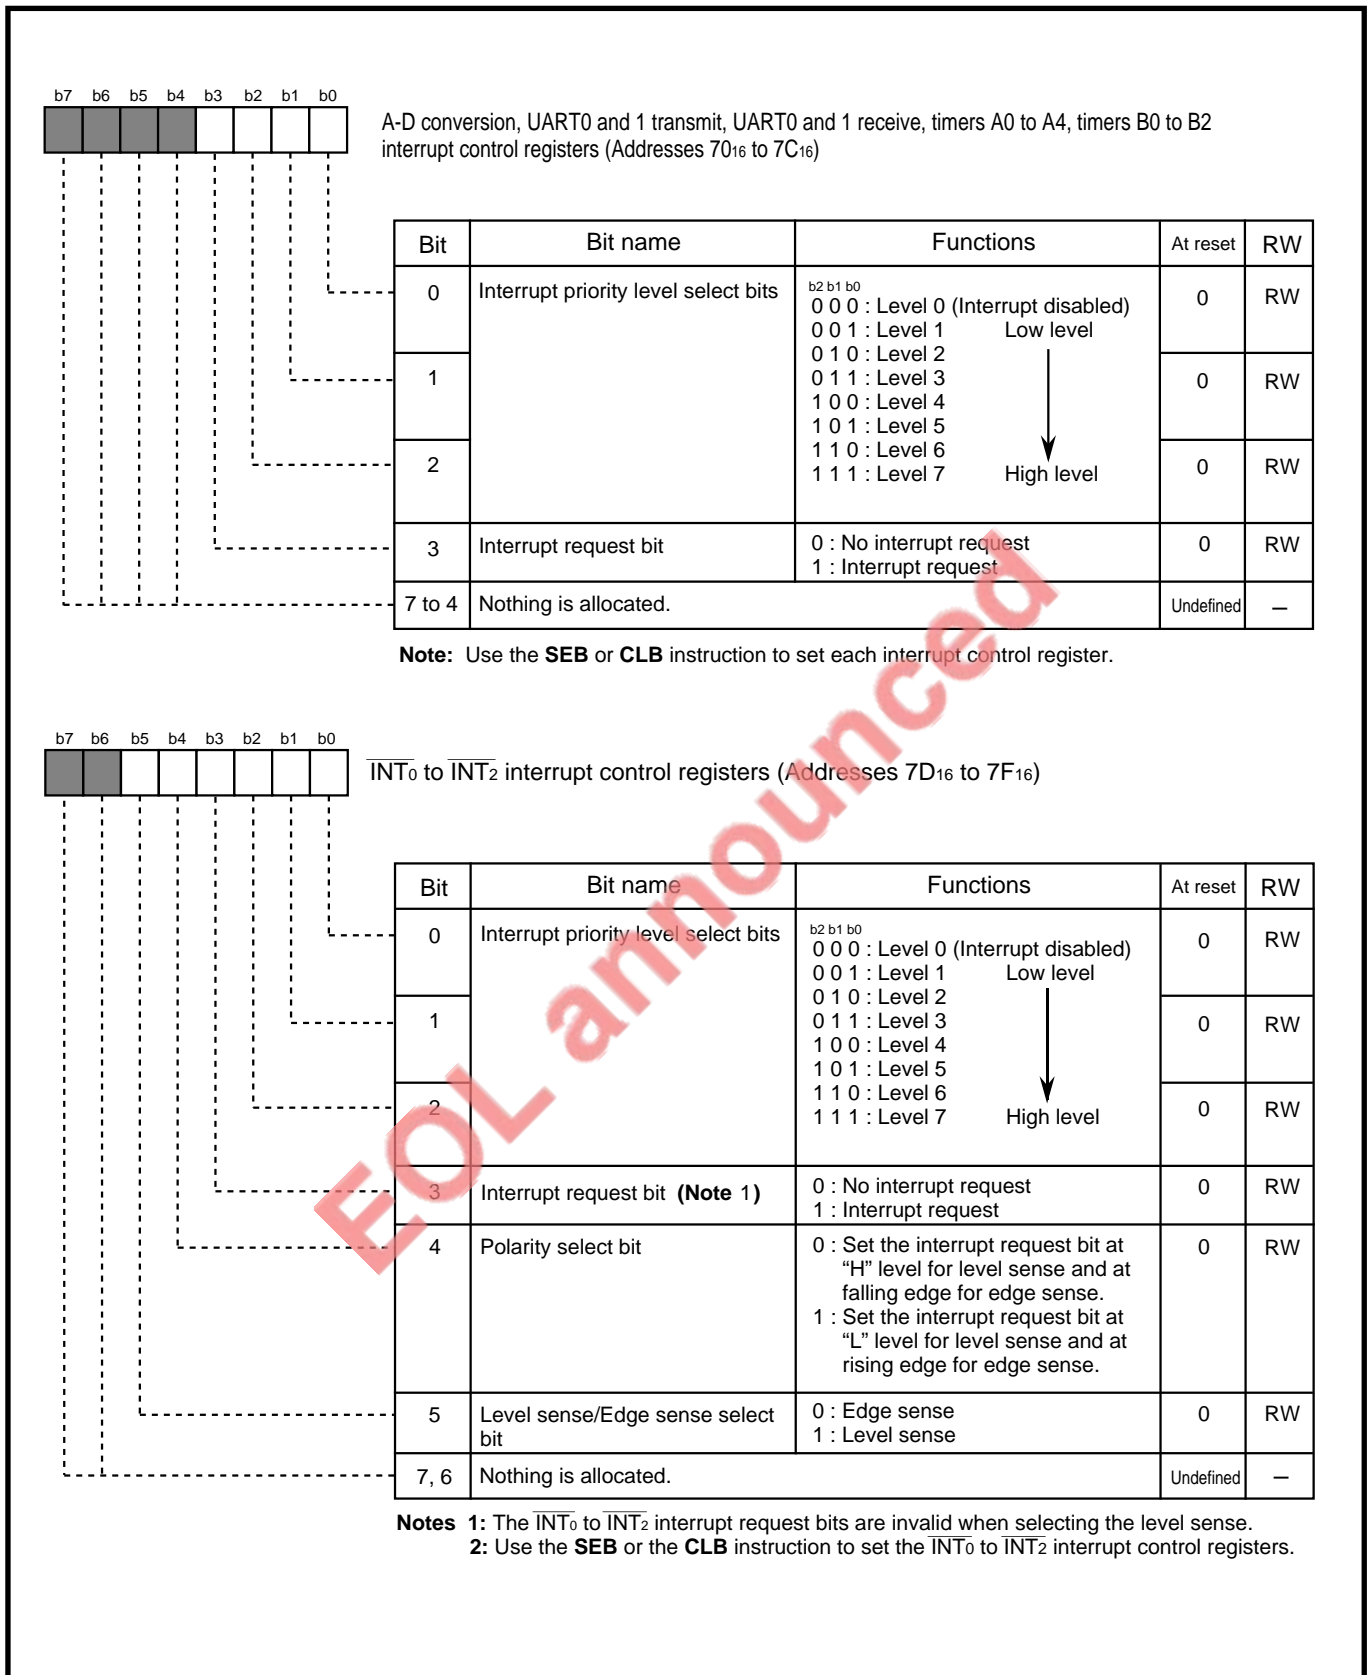 b7 b6 b5 b4 b3 b2 b1 b0
A-D conversion, UART0 and 1 transmit, UART0 and 1 receive, timers A0 to A4, timers B0 to B2
interrupt control registers (Addresses 7016 to 7C16)
Bit Bit name Functions At reset RW
0 Interrupt priority level select bits b2 b1 b0 0 RW
0 0 0 : Level 0 (Interrupt disabled)
0 0 1 : Level 1 Low level
0 1 0 : Level 2
1 0 1 1 : Level 3 0 RW
1 0 0 : Level 4
1 0 1 : Level 5
1 1 0 : Level 6
2 1 1 1 : Level 7 High level 0 RW
3 Interrupt request bit 0 : No interrupt request 0 RW
1 : Interrupt request
7 to 4 Nothing is allocated. Undefined –
Note: Use the SEB or CLB instruction to set each interrupt control register.
b7 b6 b5 b4 b3 b2 b1 b0
INT0 to INT2 interrupt control registers (Addresses 7D16 to 7F16)
Bit Bit name Functions At reset RW
0 Interrupt priority level select bits b2 b1 b0 0 RW
0 0 0 : Level 0 (Interrupt disabled)
0 0 1 : Level 1 Low level
0 1 0 : Level 2
1 0 1 1 : Level 3 0 RW
1 0 0 : Level 4
1 0 1 : Level 5
1 1 0 : Level 6
2 1 1 1 : Level 7 High level 0 RW
3 Interrupt request bit (Note 1) 0 : No interrupt request 0 RW
1 : Interrupt request
4 Polarity select bit 0 : Set the interrupt request bit at 0 RW
“H” level for level sense and at
falling edge for edge sense.
1 : Set the interrupt request bit at
“L” level for level sense and at
rising edge for edge sense.
5 Level sense/Edge sense select 0 : Edge sense 0 RW
bit 1 : Level sense
7, 6 Nothing is allocated. Undefined –
Notes 1: The INT0 to INT2 interrupt request bits are invalid when selecting the level sense.
2: Use the SEB or the CLB instruction to set the INT0 to INT2 interrupt control registers.
EOL announced